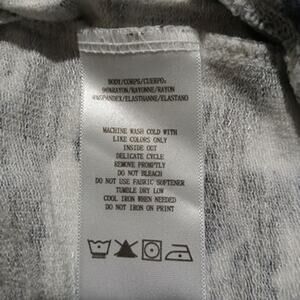 BODY/CORPS/CUERPO:
96%RAYON/RAYONNE/RAYON
4%SPANDEX/ELASTHANNE/ELASTANO
MACHINE WASH COLD WITH
LIKE COLORS ONLY
INSIDE OUT
DELICATE CYCLE
REMOVE PROMPTLY
DO NOT BLEACH
DO NOT USE FABRIC SOFTENER
TUMBLE DRY LOW
COOL IRON WHEN NEEDED
DO NOT IRON ON PRINT